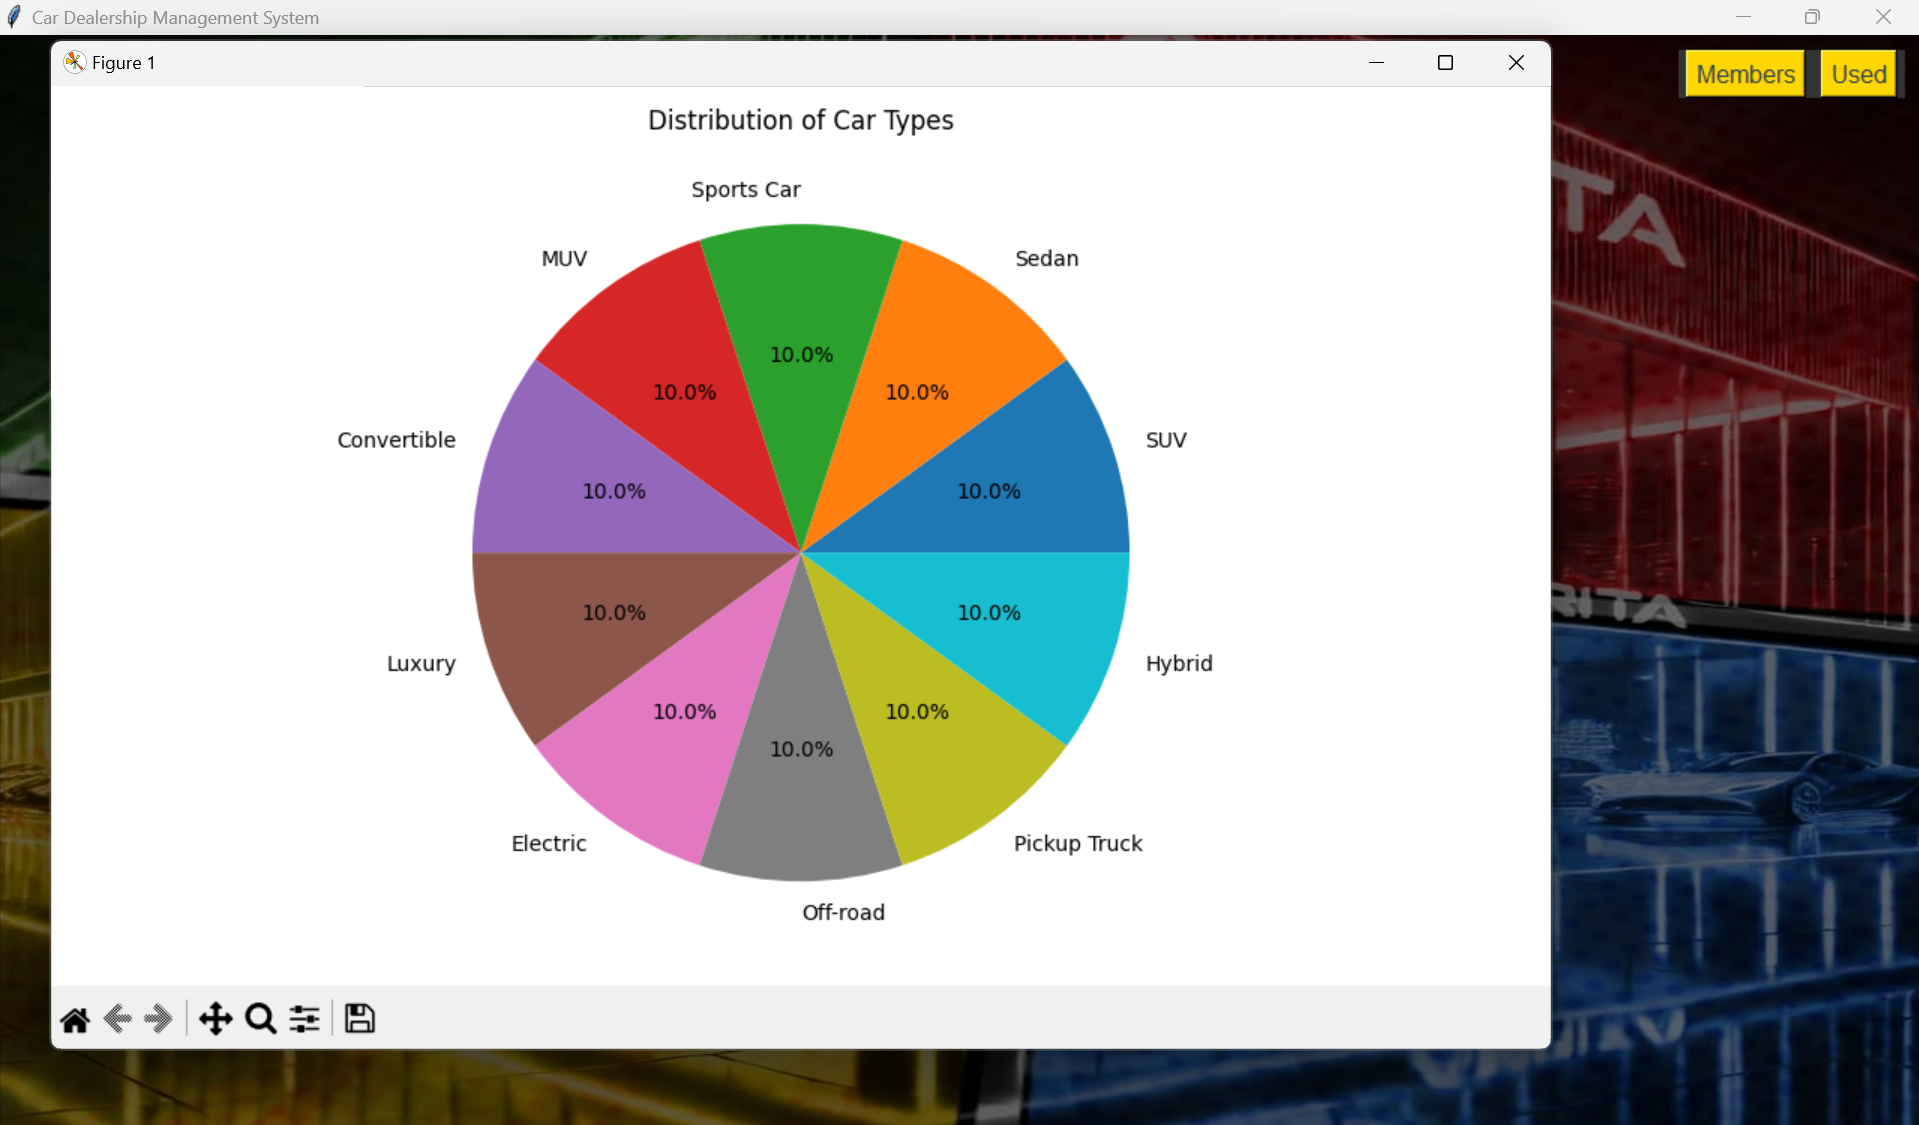 Car Dealership Management System
Figure 1
Members
Used
Distribution of Car Types
Sports Car
MUV
Sedan
10.0%
10.0%
10.0%
Convertible
SUV
10.0%
10.0%
10.0%
10.0%
Luxury
Hybrid
10.0%
10.0%
10.0%
Electric
Pickup Truck
Off-road
TA
RITA